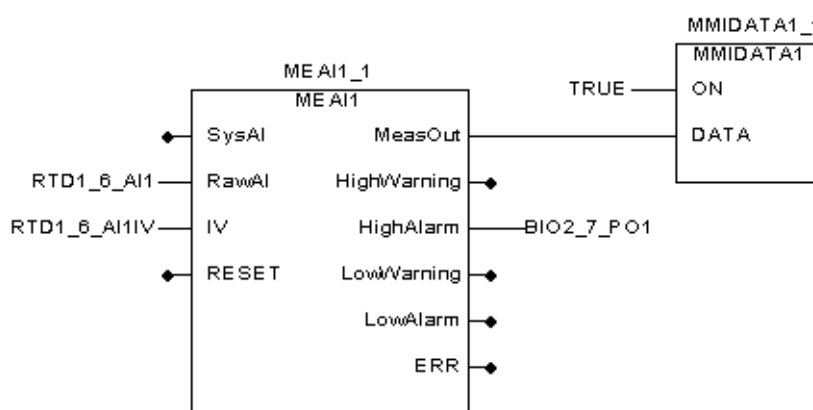 MMIDATA1_
MMIDATA1
TRUE ON
DATA
MEAI1_1
MEAI1
SysAI MeasOut
RTD1_6_AI1 RawAI HighWarning
RTD1_6_AI1IV IV HighAlarm BIO2_7_PO1
RESET LowWarning
LowAlarm
ERR